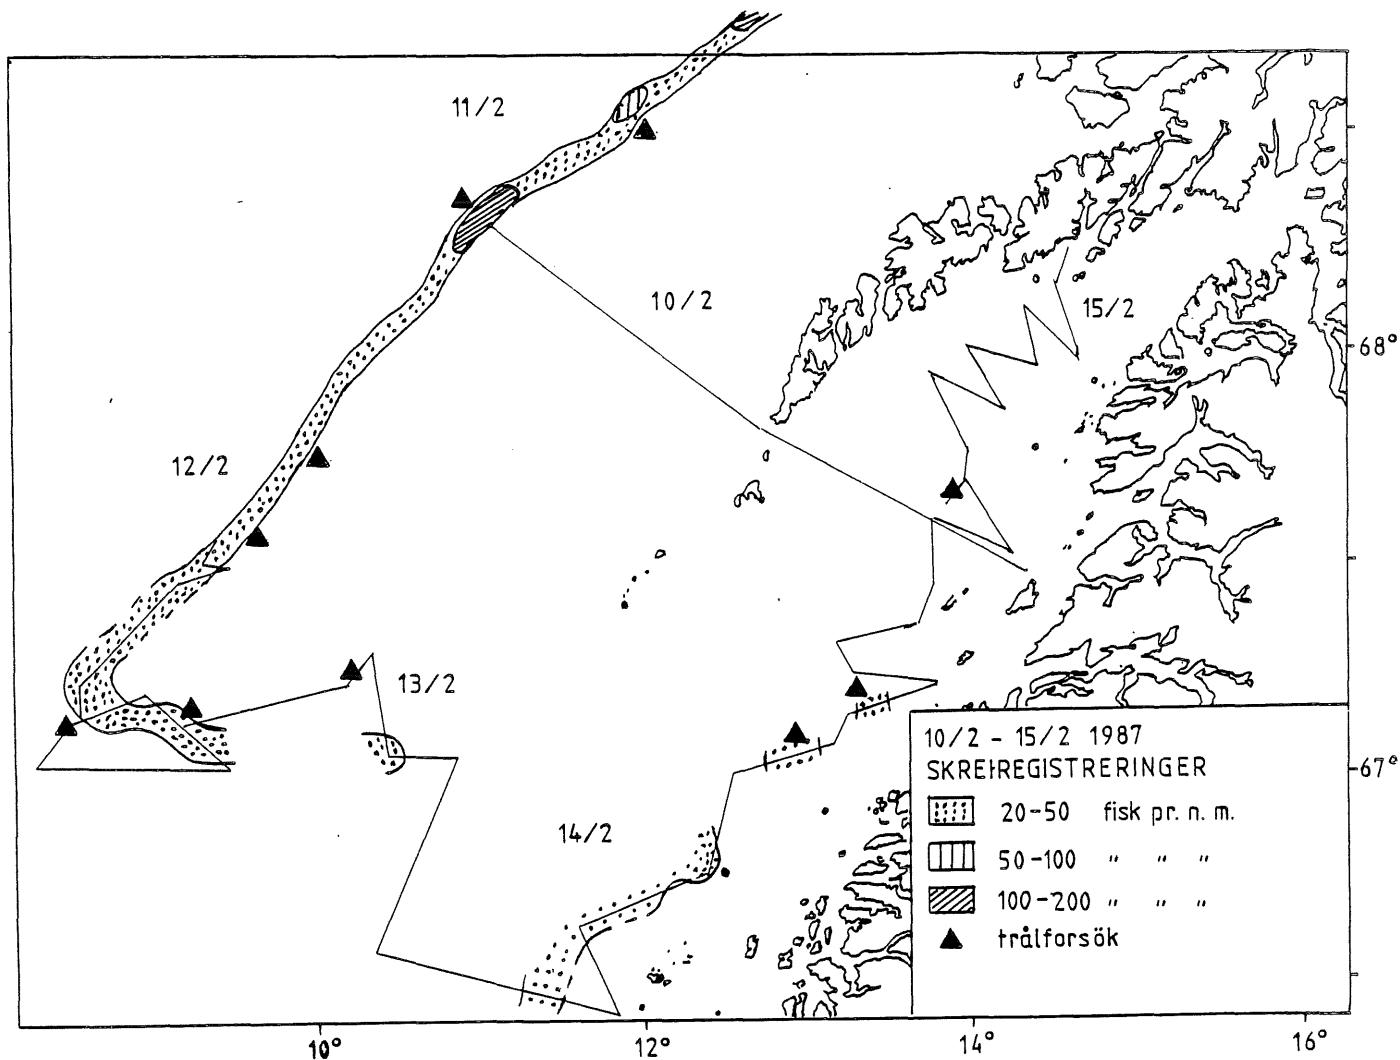 11/2
10/2
15/2
68°
12/2
13/2
14/2
67°
10/2 - 15/2 1987
SKREIREGISTRERINGER
20-50 fisk pr. n. m.
50-100 " " "
100-200 " " "
trålforsök
10°
12°
14°
16°